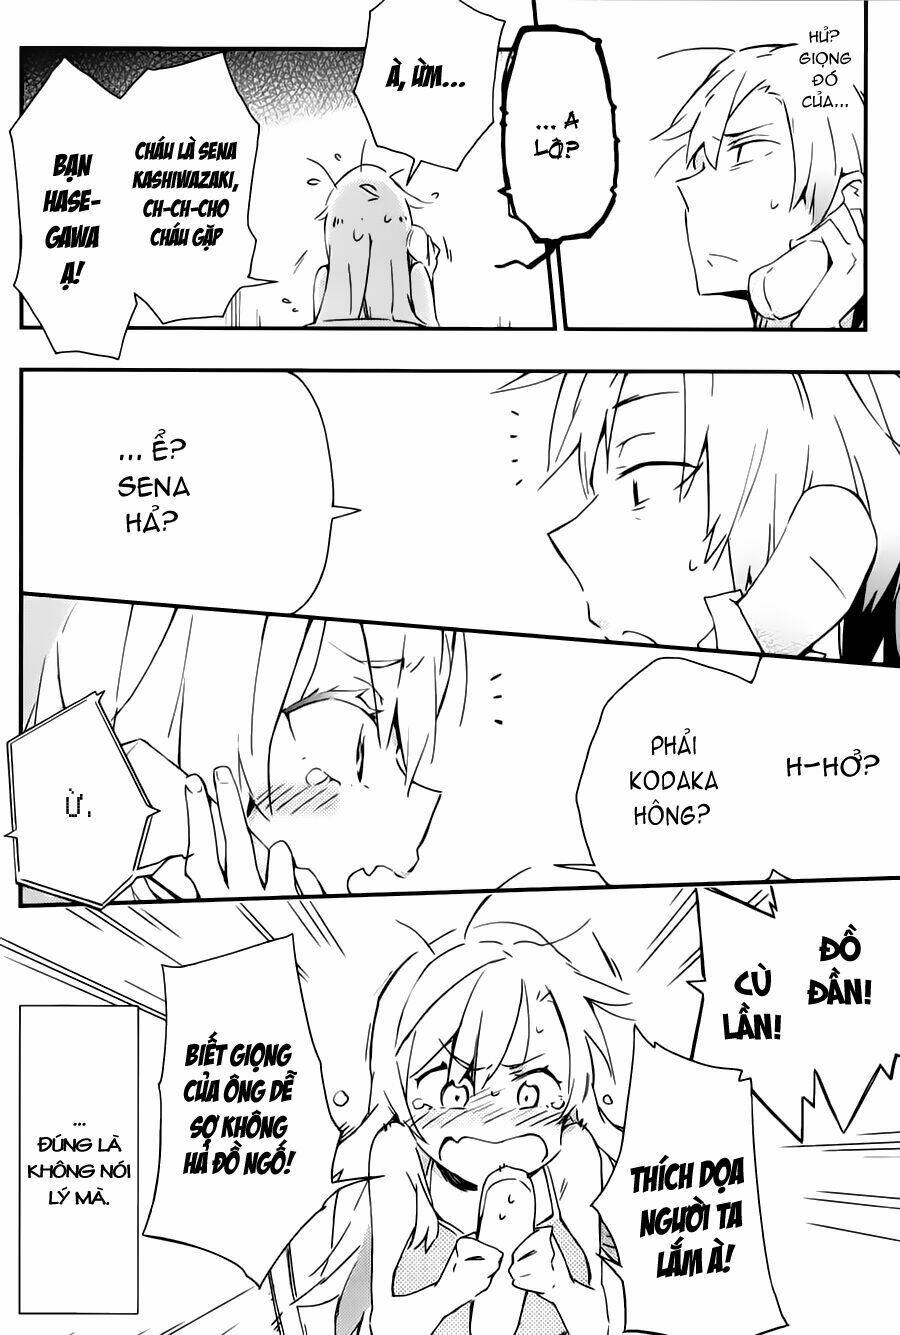 HỬ?
GIỌNG
ĐÓ
CỦA...
... A
LÔ?
À, ỪM...
CHÁU LÀ SENA
KASHIWAZAKI,
CH-CH-CHO
CHÁU GẶP
BẠN
HASE-
GAWA
Ạ!
... Ể?
SENA
HẢ?
H-HỞ?
PHẢI
KODAKA
HÔNG?
Ừ.
ĐỒ
ĐẦN!
CÙ
LẦN!
THÍCH DỌA
NGƯỜI TA
LẮM À!
BIẾT GIỌNG
CỦA ÔNG DỄ
SỢ KHÔNG
HẢ ĐỒ NGỐ!
...
ĐÚNG LÀ
KHÔNG NÓI
LÝ MÀ.